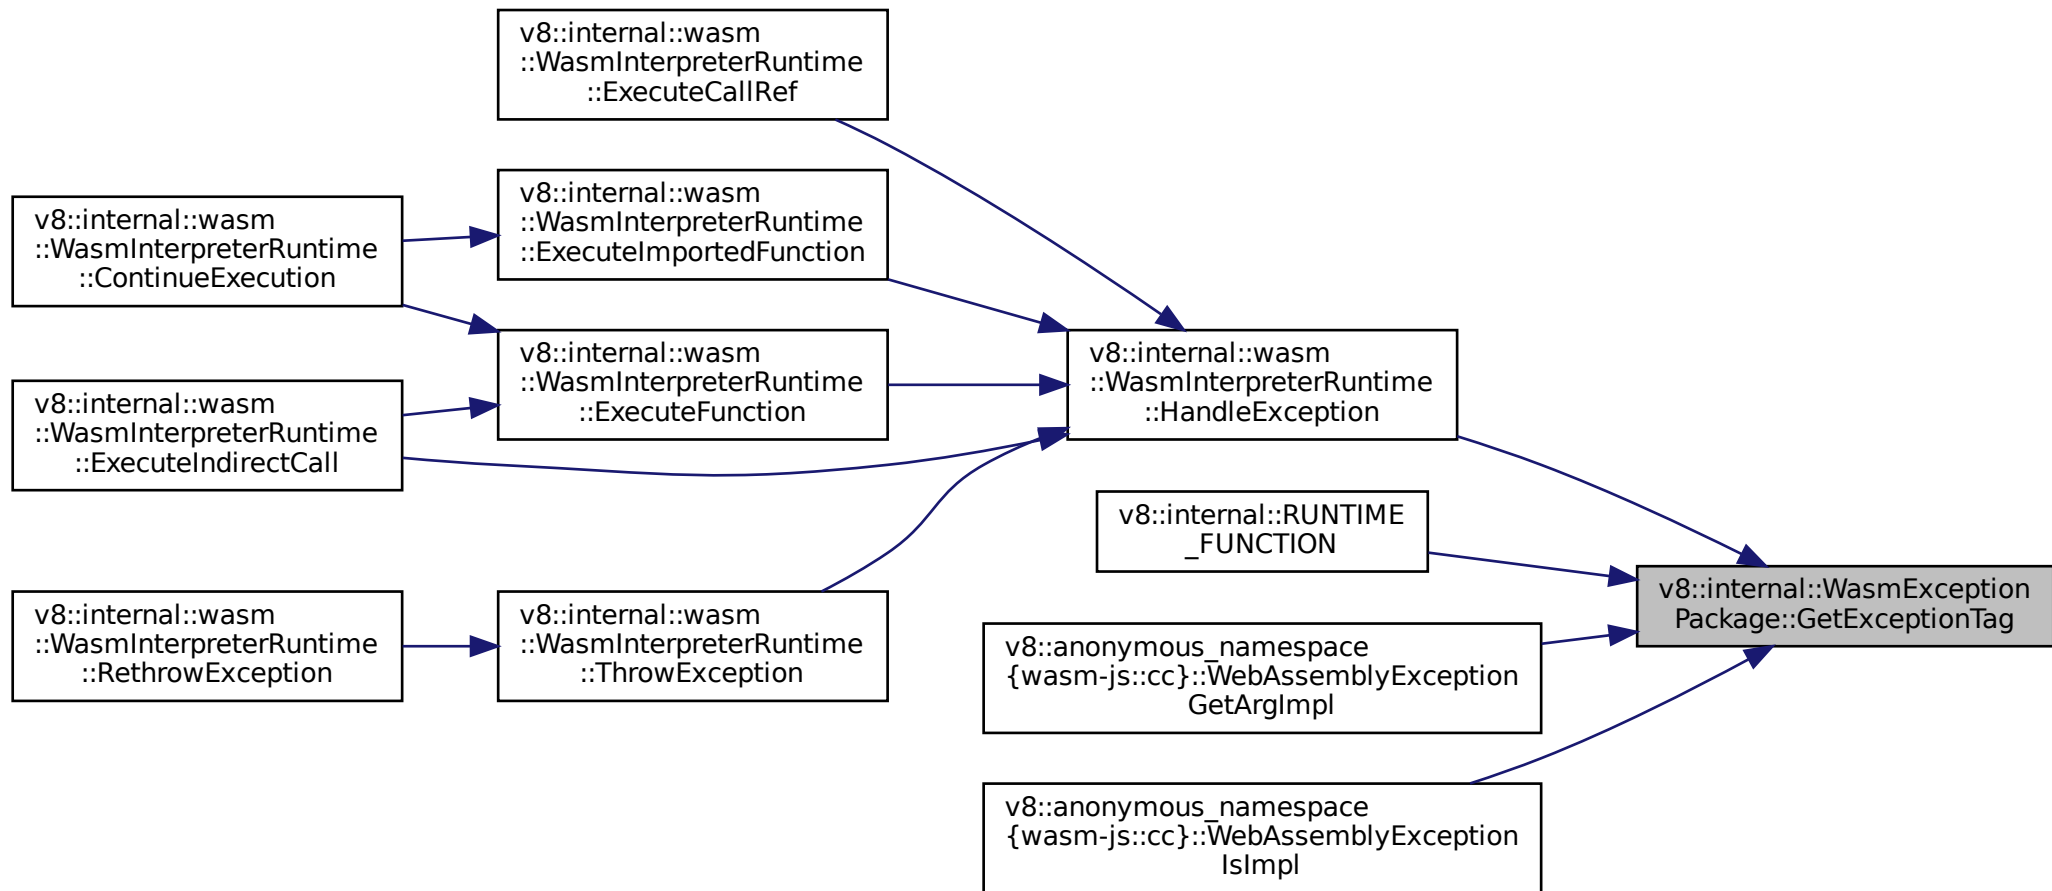 v8::internal::wasm
::WasmInterpreterRuntime
::ExecuteCallRef
v8::internal::wasm
::WasmInterpreterRuntime
::ExecuteImportedFunction
v8::internal::wasm
::WasmInterpreterRuntime
::ContinueExecution
v8::internal::wasm
::WasmInterpreterRuntime
::ExecuteFunction
v8::internal::wasm
::WasmInterpreterRuntime
::HandleException
v8::internal::wasm
::WasmInterpreterRuntime
::ExecuteIndirectCall
v8::internal::RUNTIME
_FUNCTION
v8::internal::WasmException
Package::GetExceptionTag
v8::internal::wasm
::WasmInterpreterRuntime
::RethrowException
v8::internal::wasm
::WasmInterpreterRuntime
::ThrowException
v8::anonymous_namespace
{wasm-js::cc}::WebAssemblyException
GetArgImpl
v8::anonymous_namespace
{wasm-js::cc}::WebAssemblyException
IsImpl